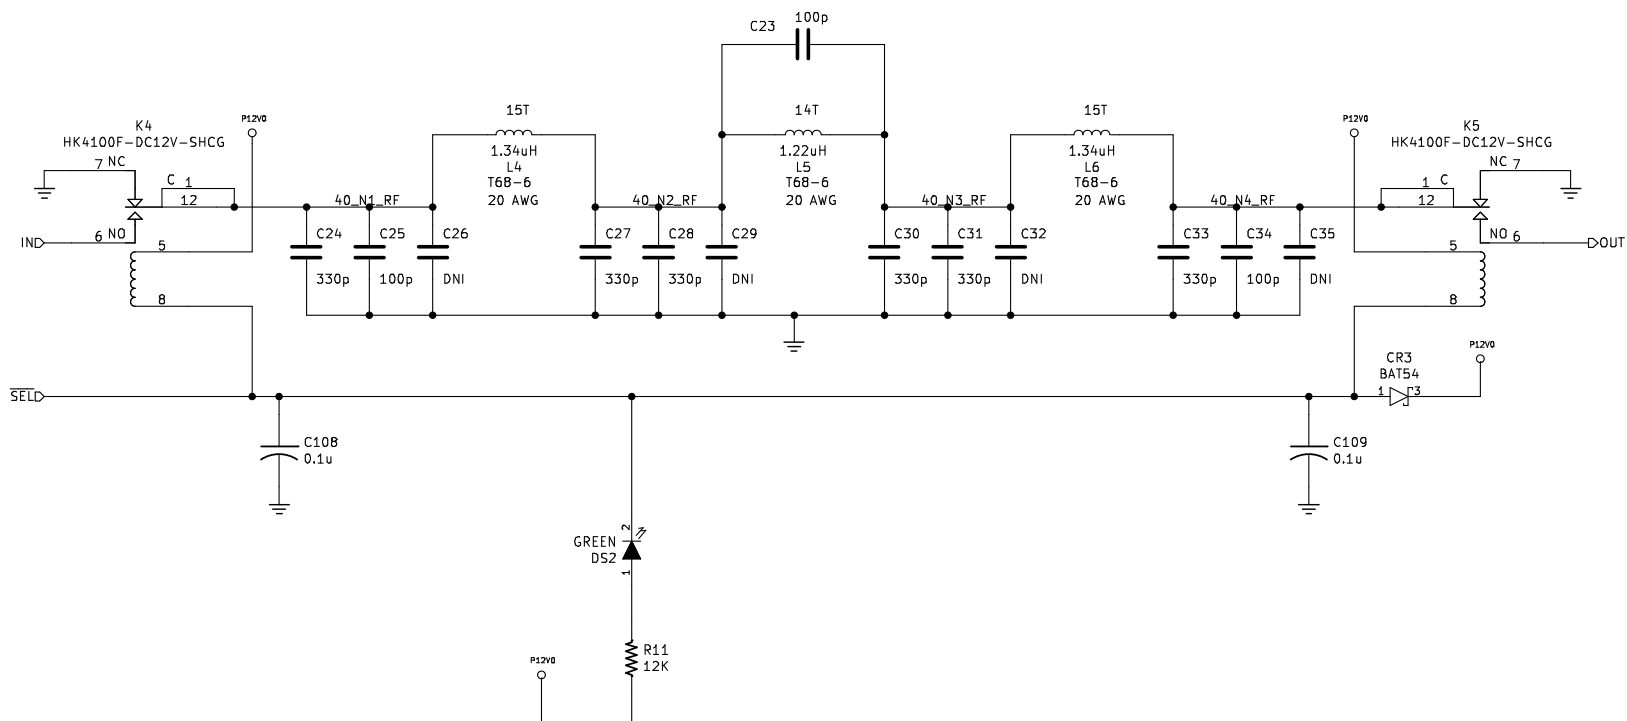 C23
100p
15T
14T
15T
K4
HK4100F-DC12V-SHCG
P12V0
P12V0
K5
HK4100F-DC12V-SHCG
7 NC
C 1
12
IN
6 NO
5
8
1.34uH
L4
T68-6
20 AWG
1.22uH
L5
T68-6
20 AWG
1.34uH
L6
T68-6
20 AWG
NC 7
1 C
12
NO 6
OUT
5
8
40_N1_RF
40_N2_RF
40_N3_RF
40_N4_RF
C24
330p
C25
100p
C26
DNI
C27
330p
C28
330p
C29
DNI
C30
330p
C31
330p
C32
DNI
C33
330p
C34
100p
C35
DNI
SEL
CR3
BAT54
1
3
P12V0
C108
0.1u
C109
0.1u
2
GREEN
DS2
1
R11
12K
P12V0